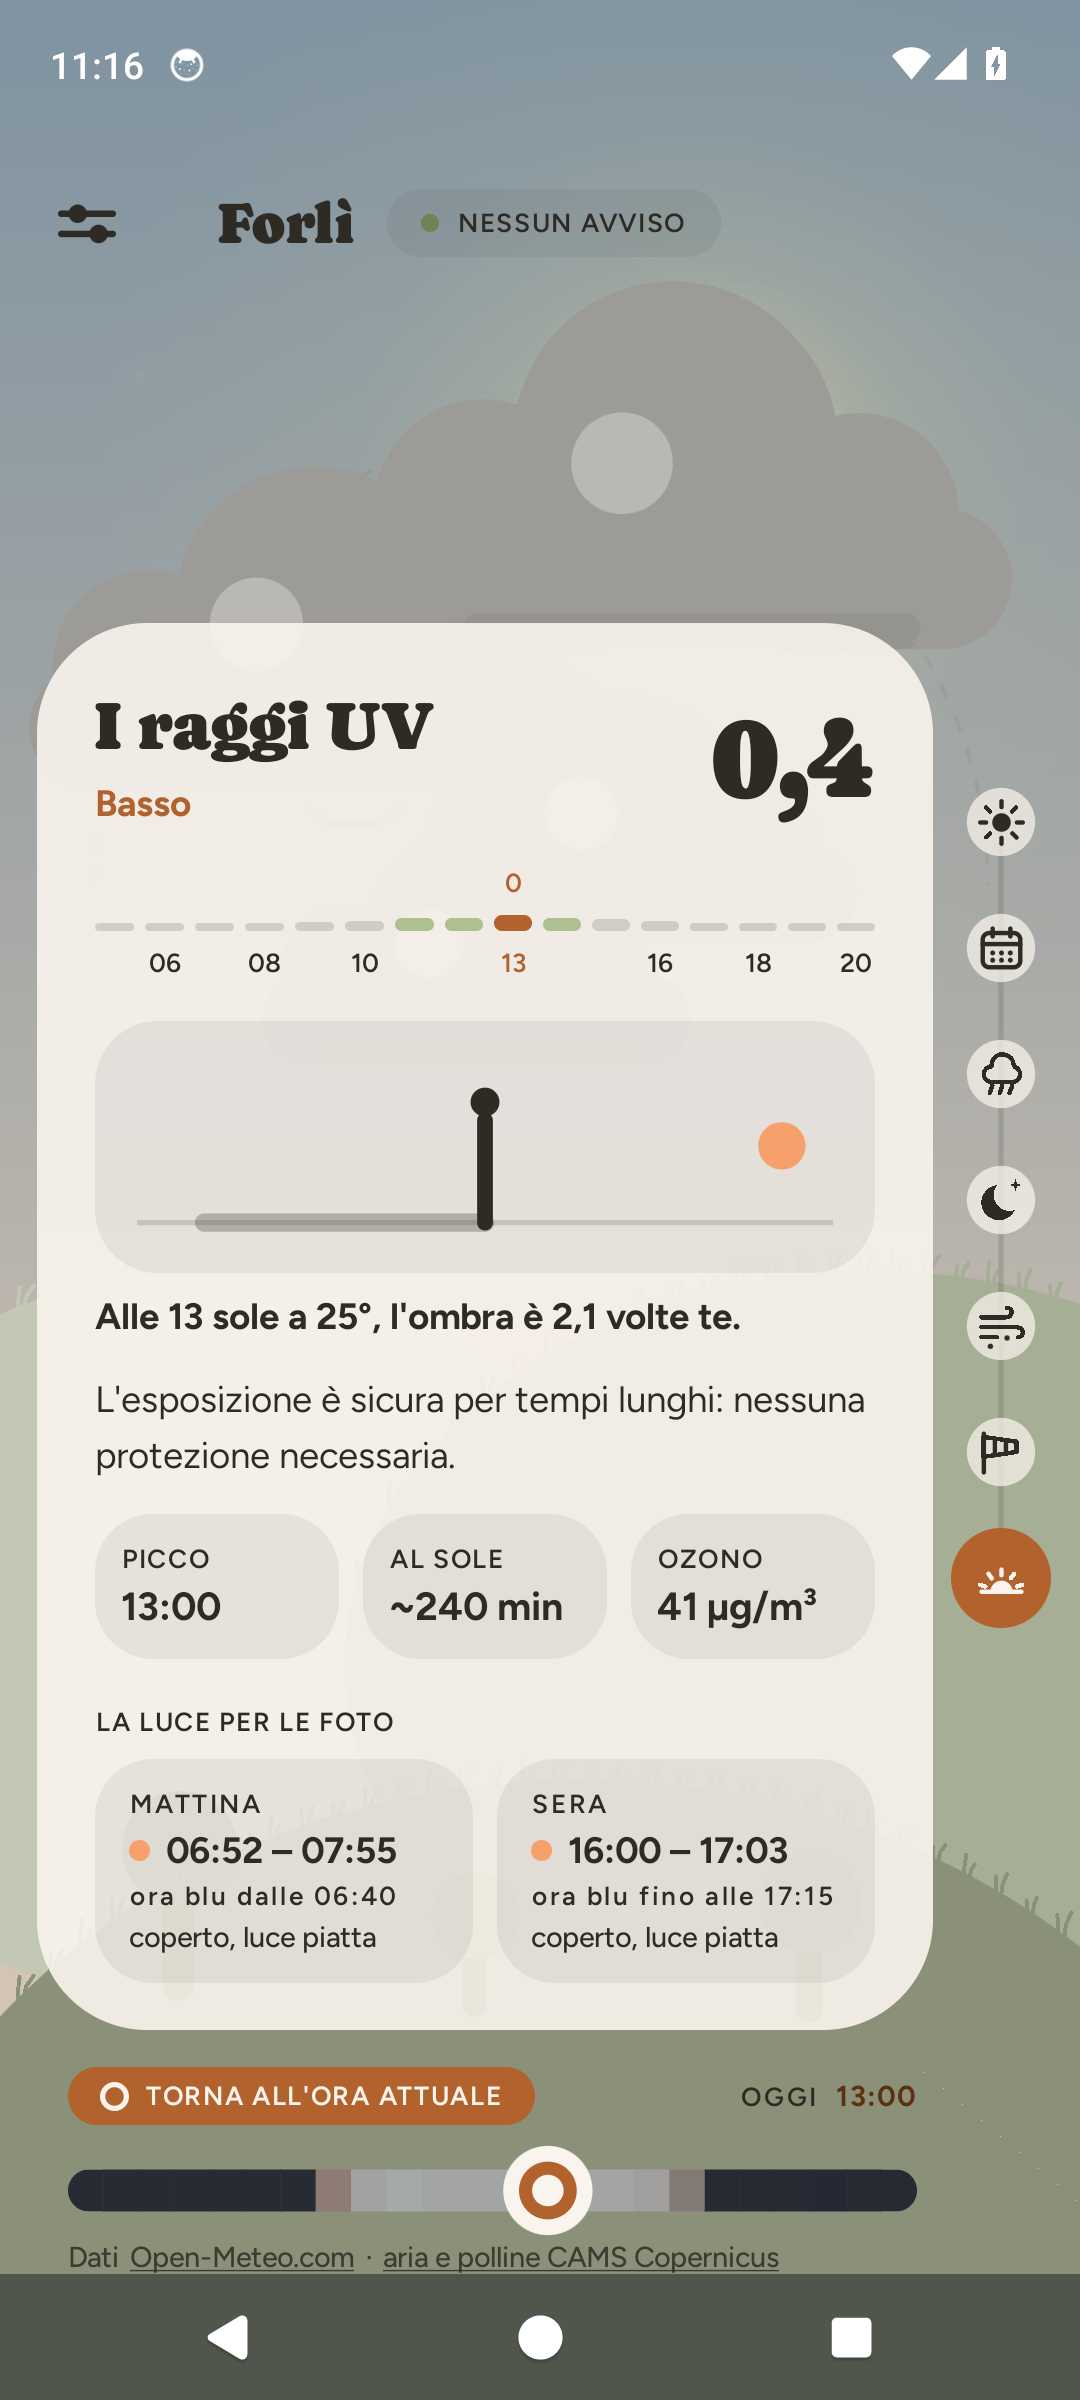 11:16
Forlì
NESSUN AVVISO
I raggi UV
0,4
Basso
0
06 08 10 13 16 18 20
Alle 13 sole a 25°, l'ombra è 2,1 volte te.
L'esposizione è sicura per tempi lunghi: nessuna
protezione necessaria.
PICCO
13:00
AL SOLE
~240 min
OZONO
41 µg/m³
LA LUCE PER LE FOTO
MATTINA
06:52 – 07:55
ora blu dalle 06:40
coperto, luce piatta
SERA
16:00 – 17:03
ora blu fino alle 17:15
coperto, luce piatta
TORNA ALL'ORA ATTUALE
OGGI 13:00
Dati Open-Meteo.com · aria e polline CAMS Copernicus